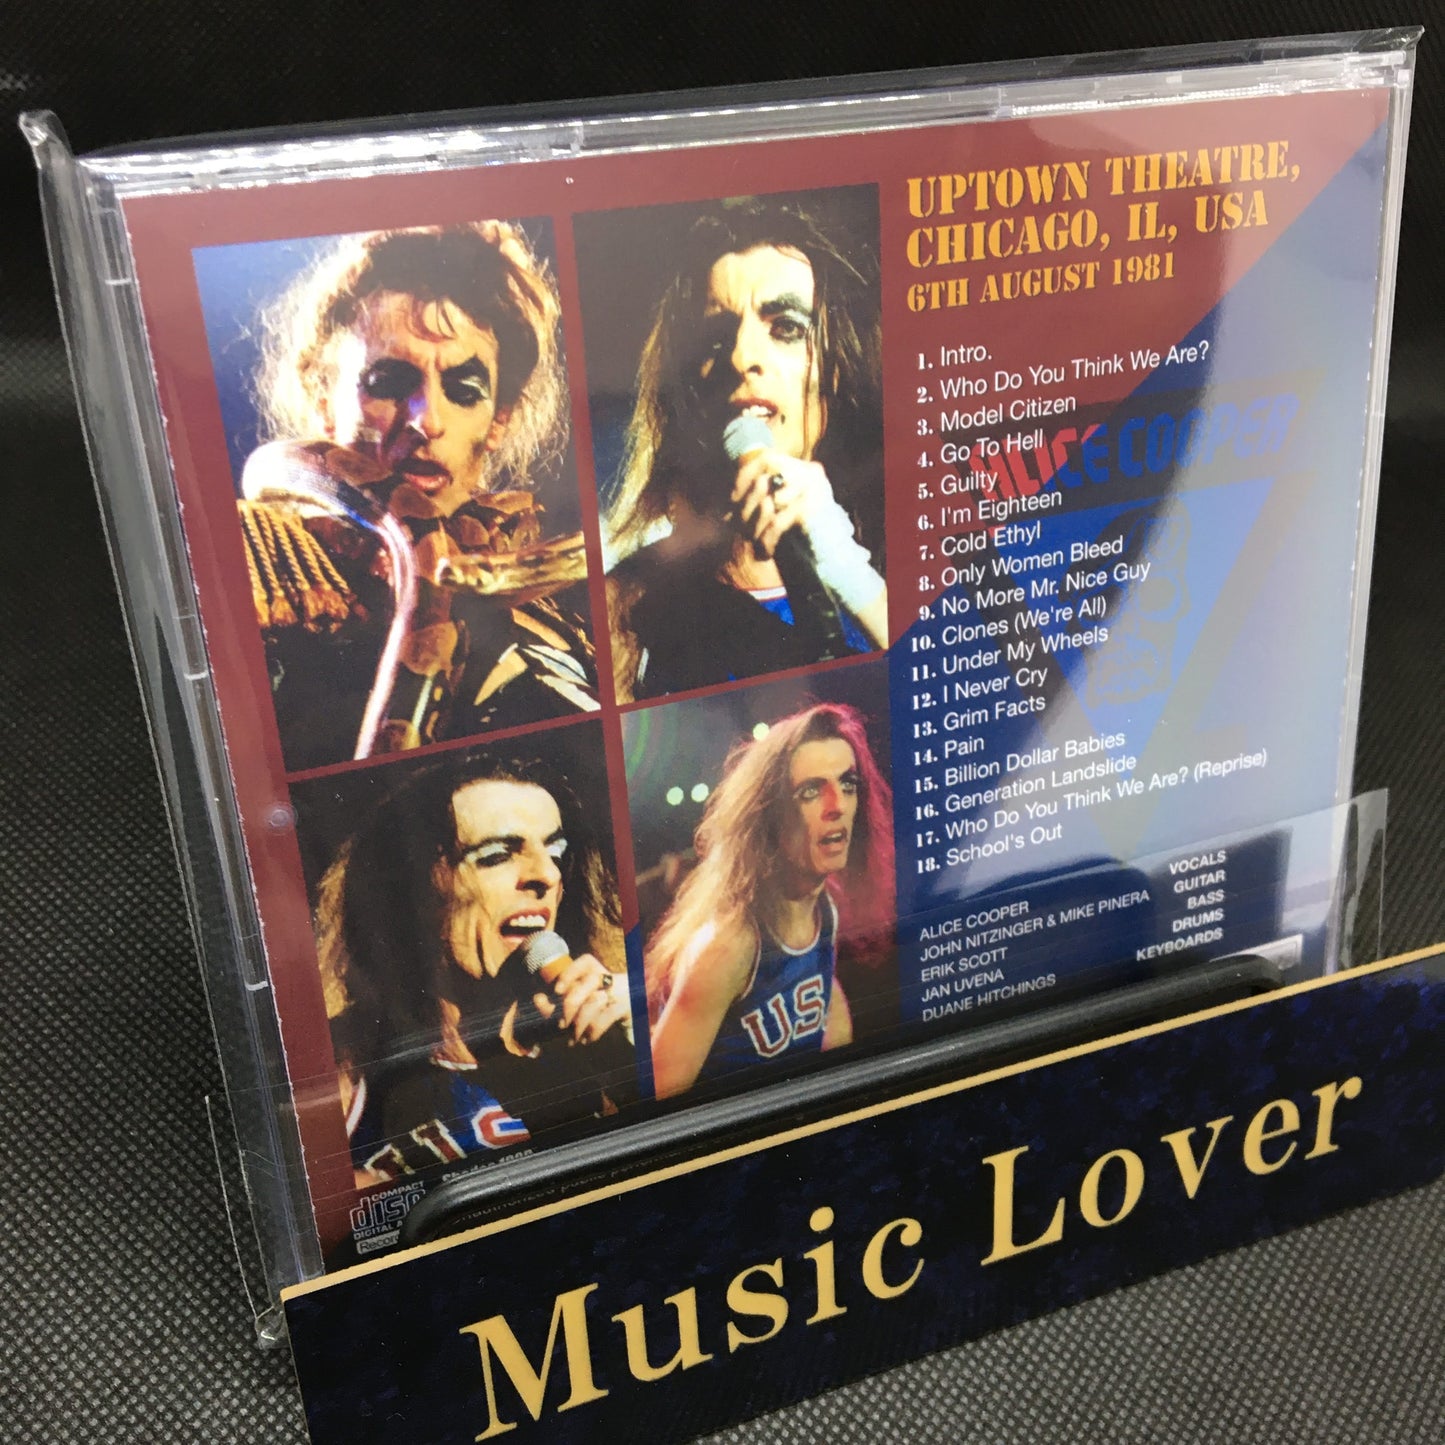 UPTOWN THEATRE,
CHICAGO, IL, USA
6TH AUGUST 1981
1. Intro.
2. Who Do You Think We Are?
3. Model Citizen
4. Go To Hell
5. Guilty
6. I'm Eighteen
7. Cold Ethyl
8. Only Women Bleed
9. No More Mr. Nice Guy
10. Clones (We're All)
11. Under My Wheels
12. I Never Cry
13. Grim Facts
14. Pain
15. Billion Dollar Babies
16. Generation Landslide
17. Who Do You Think We Are? (Reprise)
18. School's Out
ALICE COOPER
ALICE COOPER VOCALS
JOHN NITZINGER & MIKE PINERA GUITAR
ERIK SCOTT BASS
JAN UVENA DRUMS
DUANE HITCHINGS KEYBOARDS
US
COMPACT
disc
DIGITAL A
Recor
Music Lover